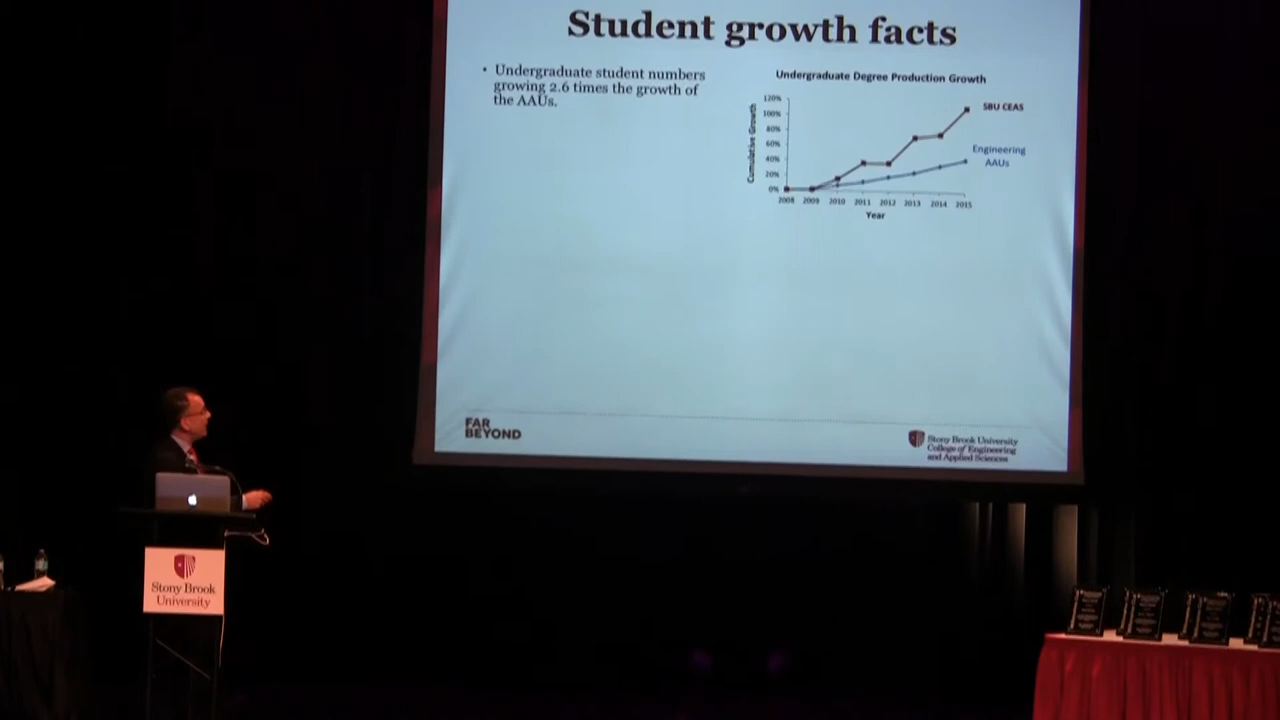 Student growth facts
• Undergraduate student numbers
growing 2.6 times the growth of
the AAUs.
Undergraduate Degree Production Growth
Cumulative Growth
120%
100%
80%
60%
40%
20%
0%
SBU CEAS
Engineering
AAUs
2008 2009 2010 2011 2012 2013 2014 2015
Year
FAR
BEYOND
Stony Brook University
College of Engineering
and Applied Sciences
Stony Brook
University